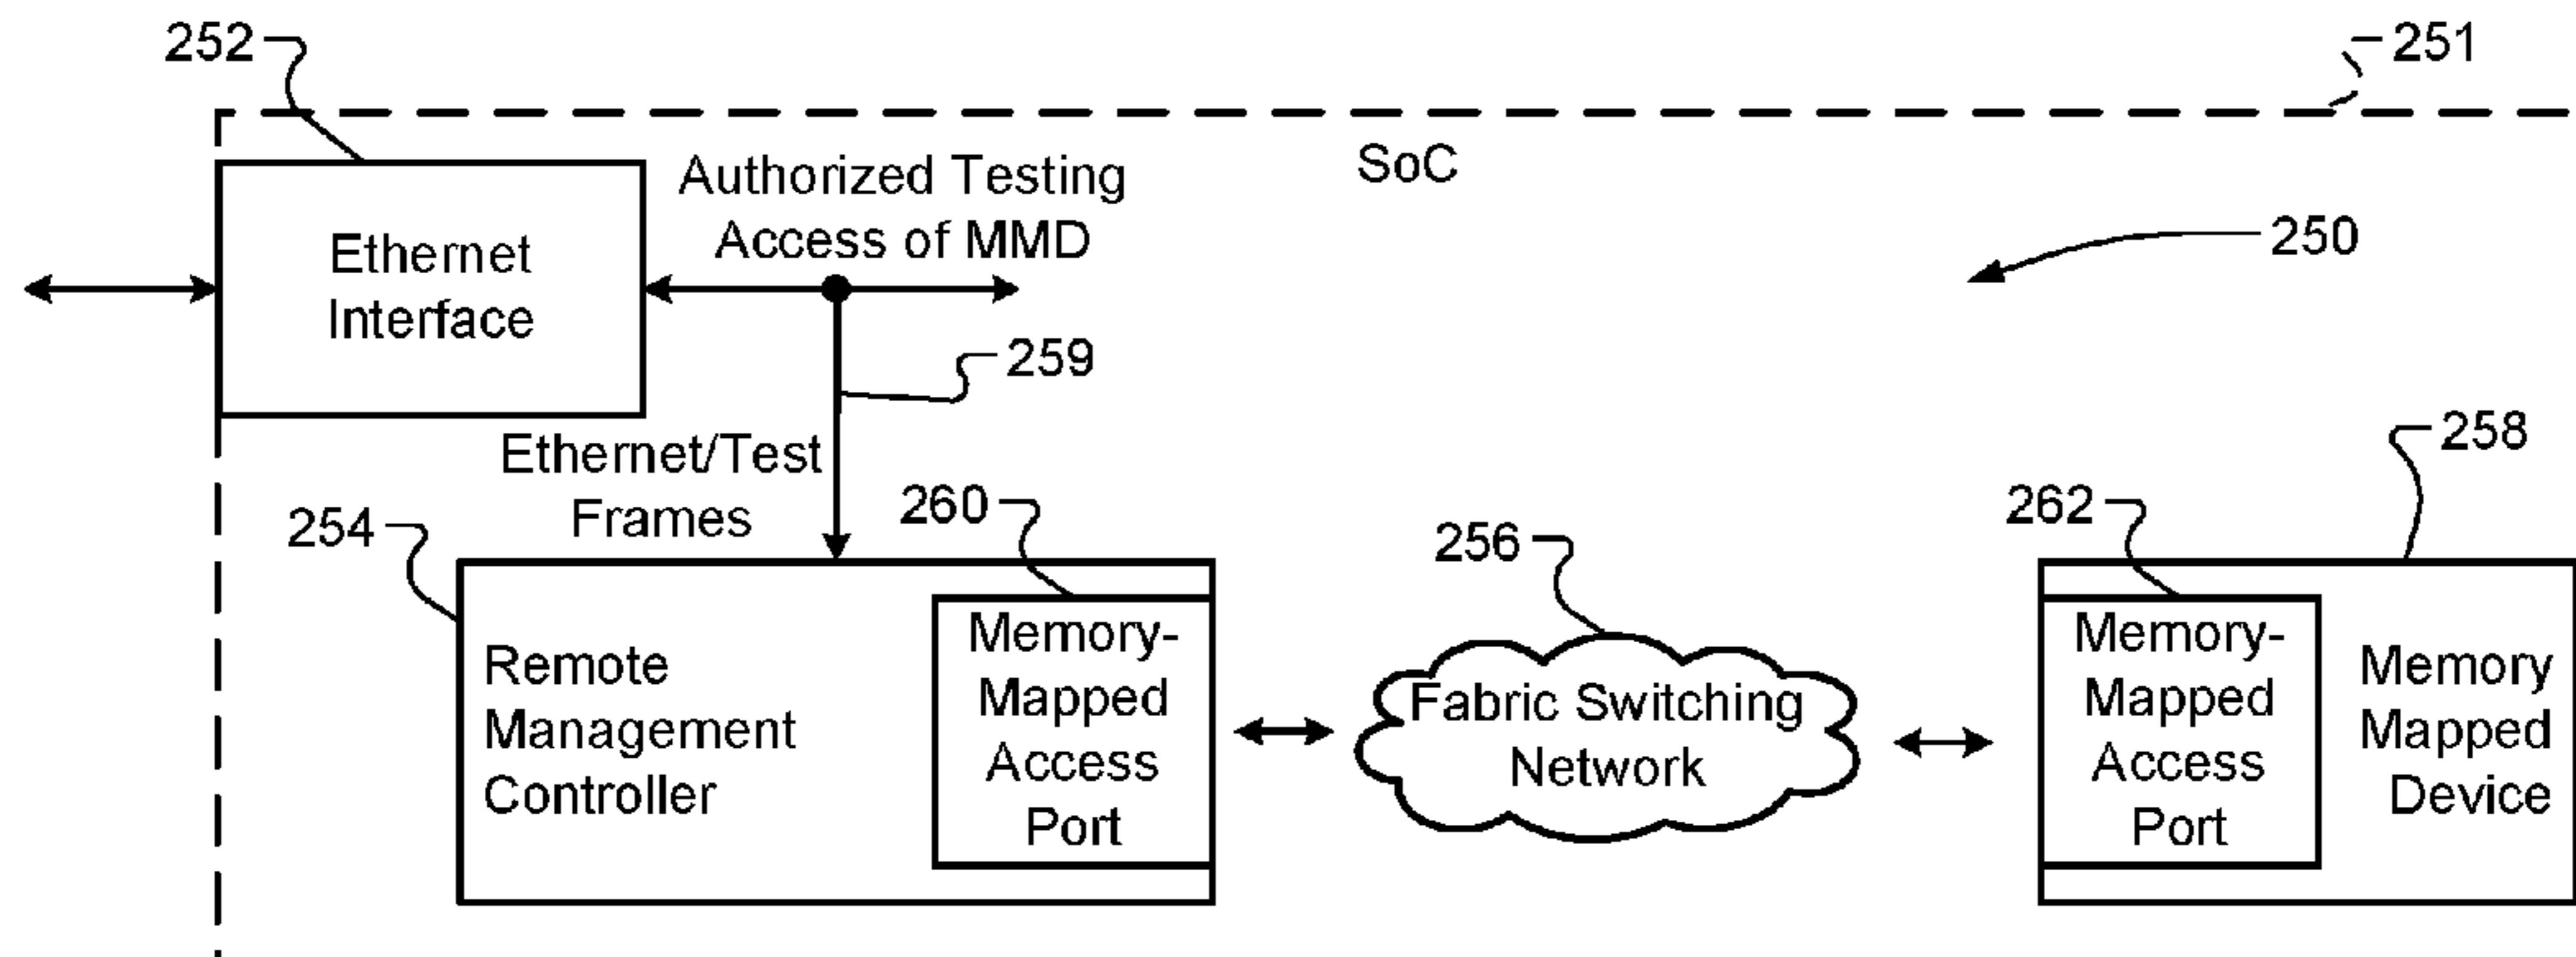 252
251
SoC
Authorized Testing
Access of MMD
250
Ethernet
Interface
259
Ethernet/Test
Frames
258
254
260
256
262
Remote
Management
Controller
Memory-
Mapped
Access
Port
Fabric Switching
Network
Memory-
Mapped
Access
Port
Memory
Mapped
Device